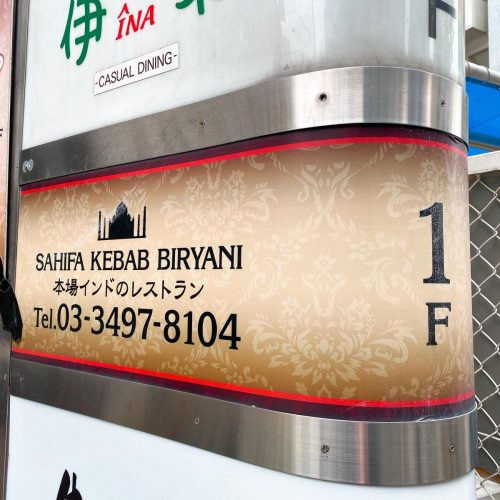 伊
ÎNA
-CASUAL DINING-
F
SAHIFA KEBAB BIRYANI
本場インドのレストラン
Tel.03-3497-8104
1
F